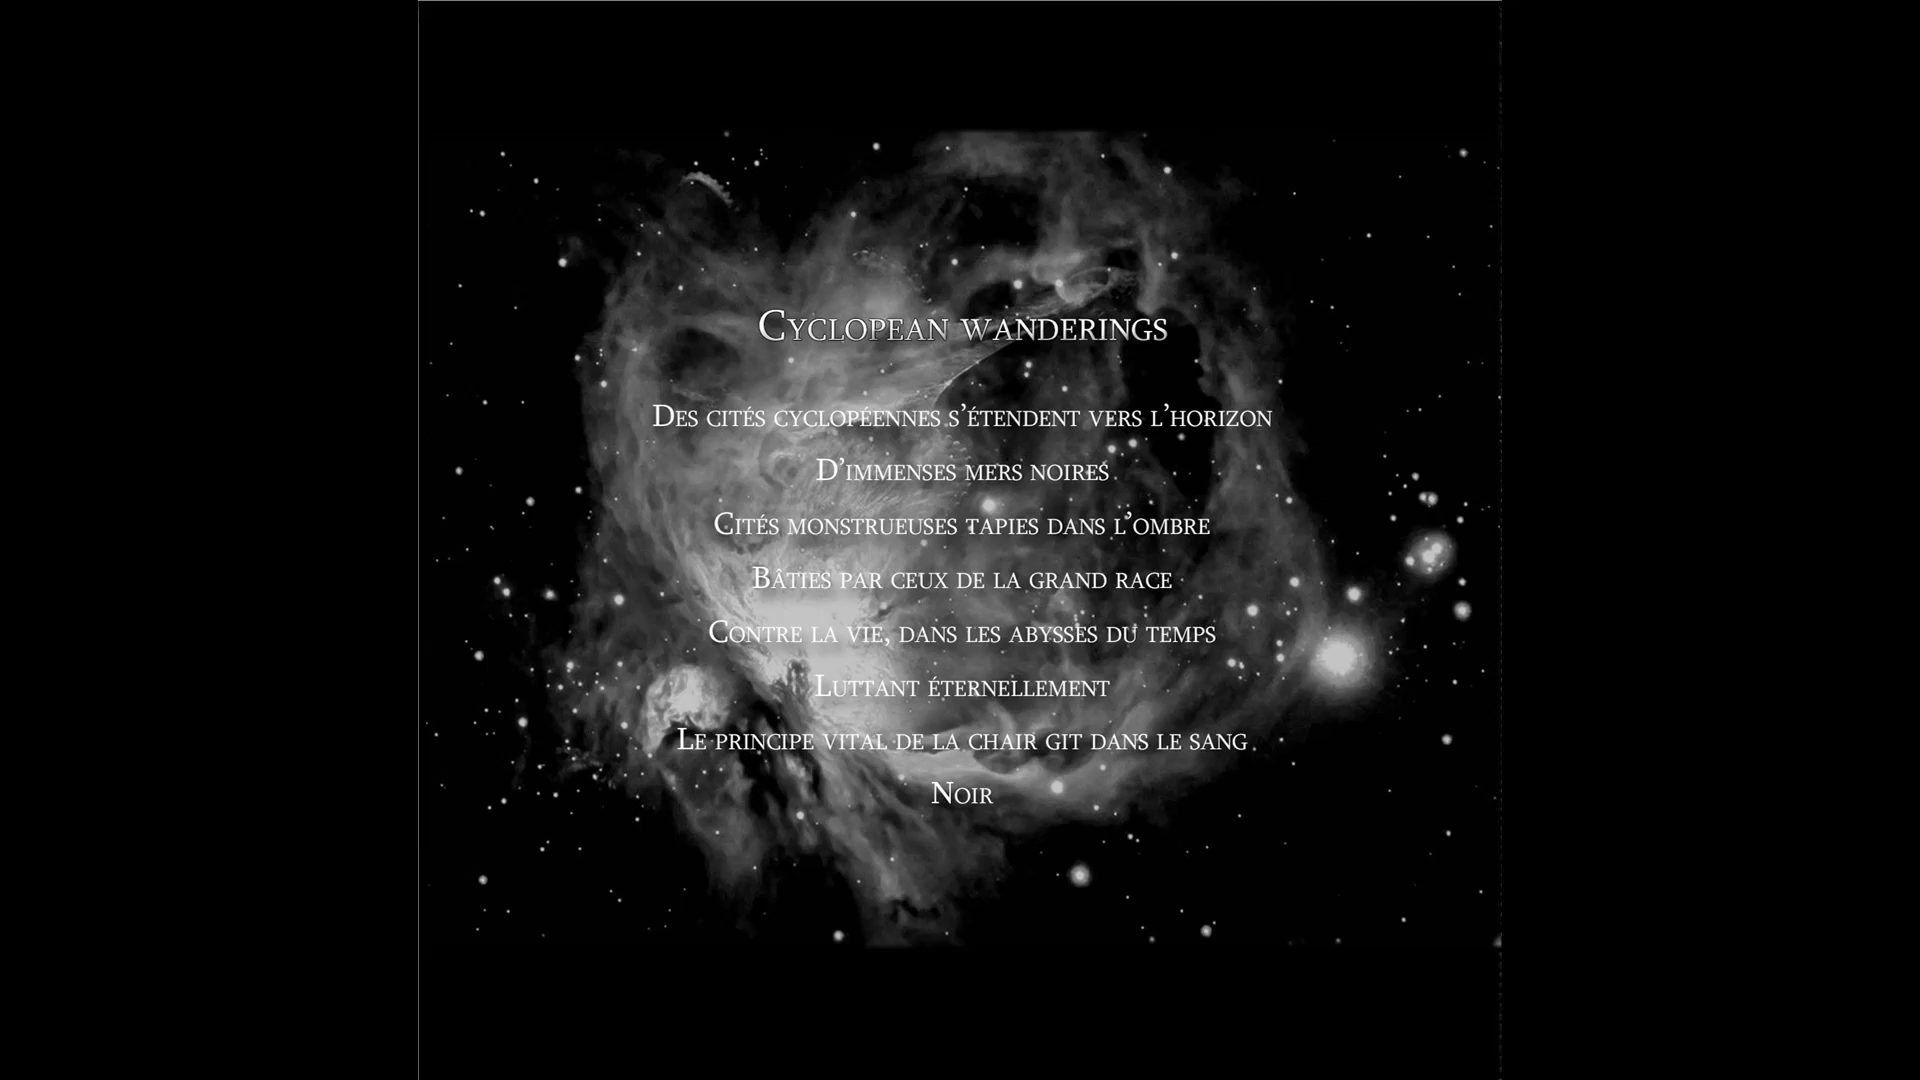 Cyclopean wanderings
Des cités cyclopéennes s'étendent vers l'horizon
D'immenses mers noires
Cités monstrueuses tapies dans l'ombre
Bâties par ceux de la grand race
Contre la vie, dans les abysses du temps
Luttant éternellement
Le principe vital de la chair git dans le sang
Noir